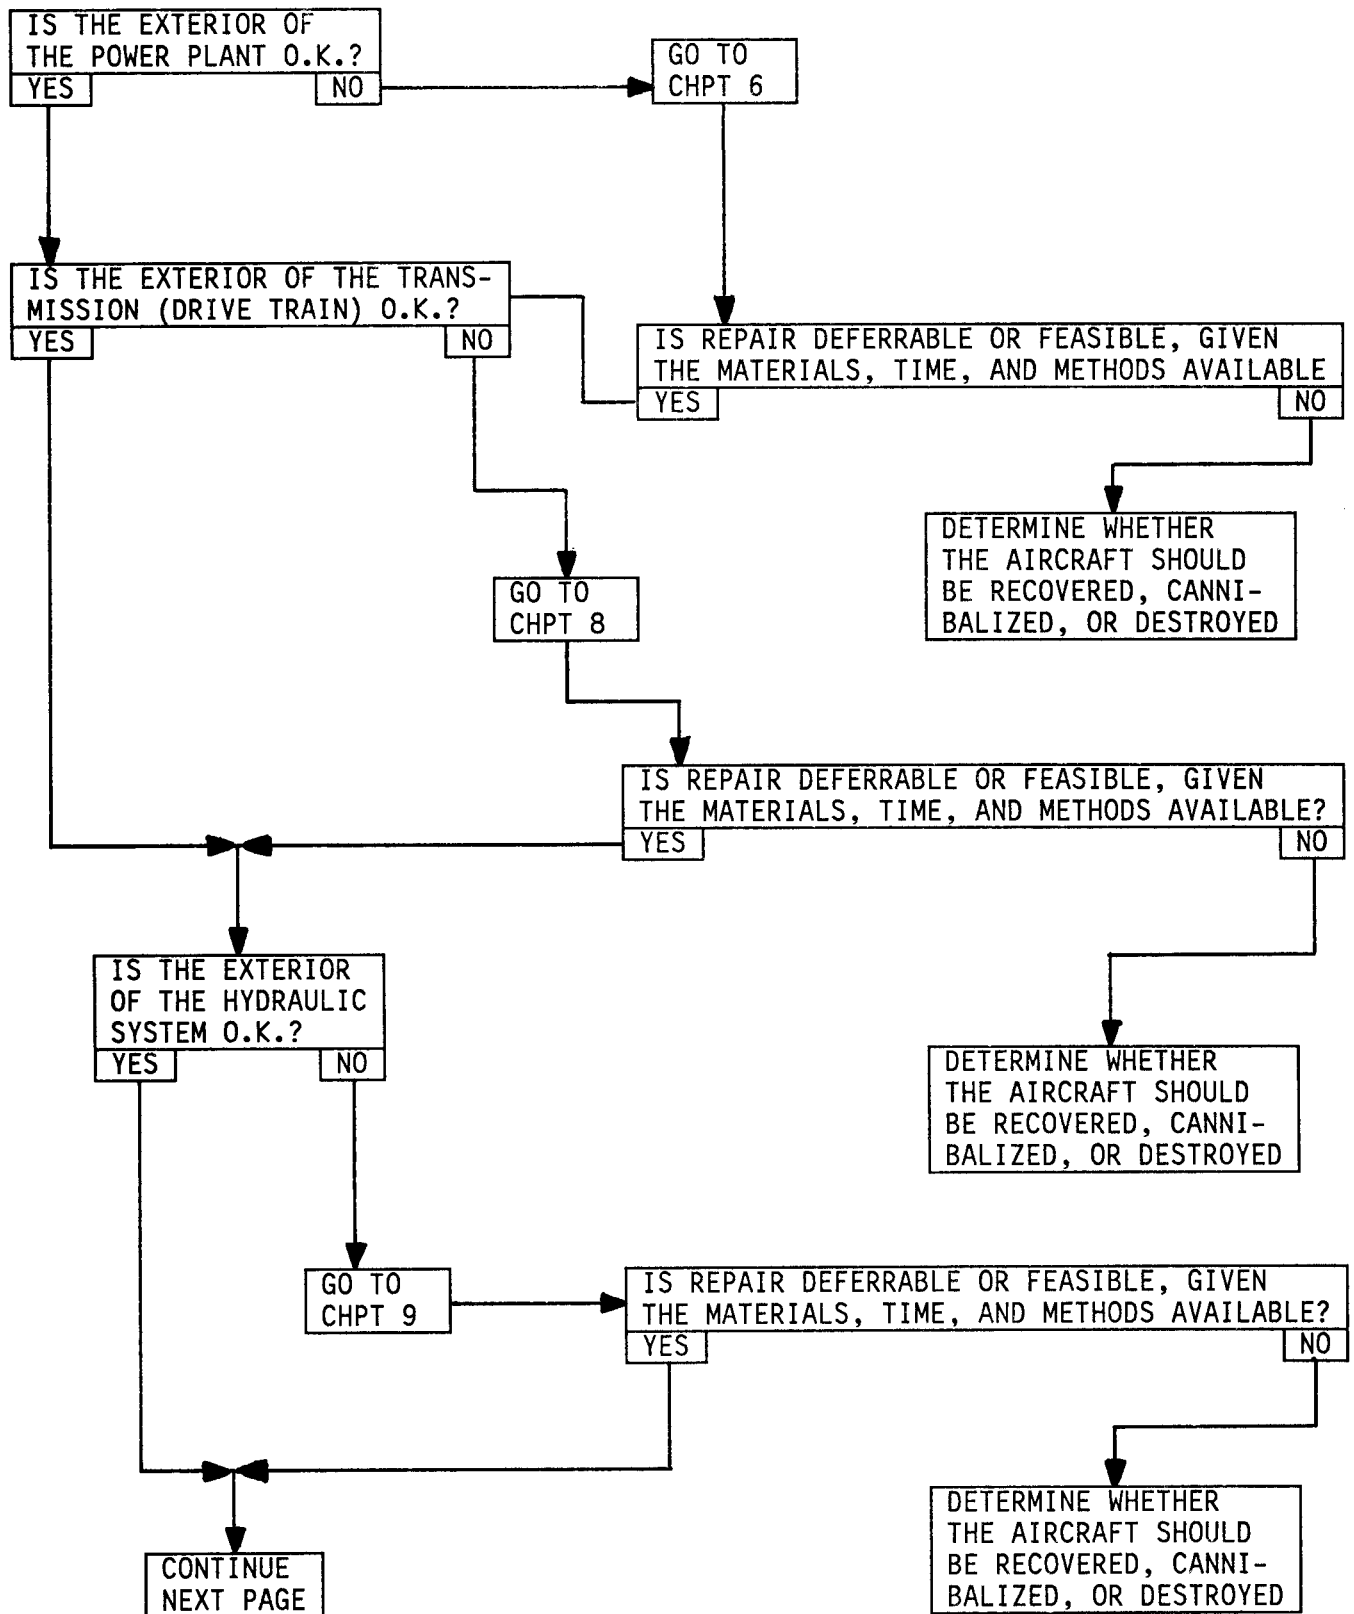 IS THE EXTERIOR OF
THE POWER PLANT O.K.?
YES
NO
GO TO
CHPT 6
IS THE EXTERIOR OF THE TRANS-
MISSION (DRIVE TRAIN) O.K.?
YES
NO
IS REPAIR DEFERRABLE OR FEASIBLE, GIVEN
THE MATERIALS, TIME, AND METHODS AVAILABLE
YES
NO
DETERMINE WHETHER
THE AIRCRAFT SHOULD
BE RECOVERED, CANNI-
BALIZED, OR DESTROYED
GO TO
CHPT 8
IS REPAIR DEFERRABLE OR FEASIBLE, GIVEN
THE MATERIALS, TIME, AND METHODS AVAILABLE?
YES
NO
IS THE EXTERIOR
OF THE HYDRAULIC
SYSTEM O.K.?
YES
NO
DETERMINE WHETHER
THE AIRCRAFT SHOULD
BE RECOVERED, CANNI-
BALIZED, OR DESTROYED
GO TO
CHPT 9
IS REPAIR DEFERRABLE OR FEASIBLE, GIVEN
THE MATERIALS, TIME, AND METHODS AVAILABLE?
YES
NO
DETERMINE WHETHER
THE AIRCRAFT SHOULD
BE RECOVERED, CANNI-
BALIZED, OR DESTROYED
CONTINUE
NEXT PAGE